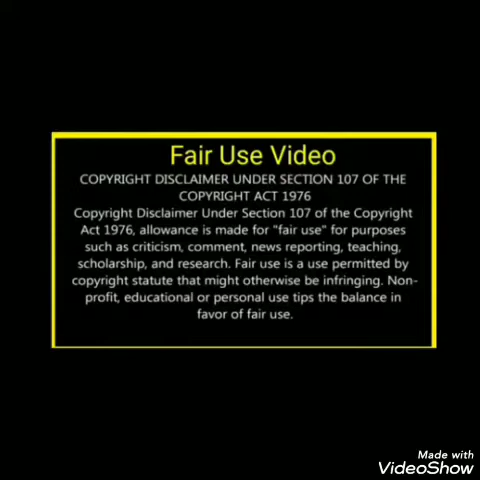 Fair Use Video
COPYRIGHT DISCLAIMER UNDER SECTION 107 OF THE
COPYRIGHT ACT 1976
Copyright Disclaimer Under Section 107 of the Copyright
Act 1976, allowance is made for "fair use" for purposes
such as criticism, comment, news reporting, teaching,
scholarship, and research. Fair use is a use permitted by
copyright statute that might otherwise be infringing. Non-
profit, educational or personal use tips the balance in
favor of fair use.
Made with
VideoShow